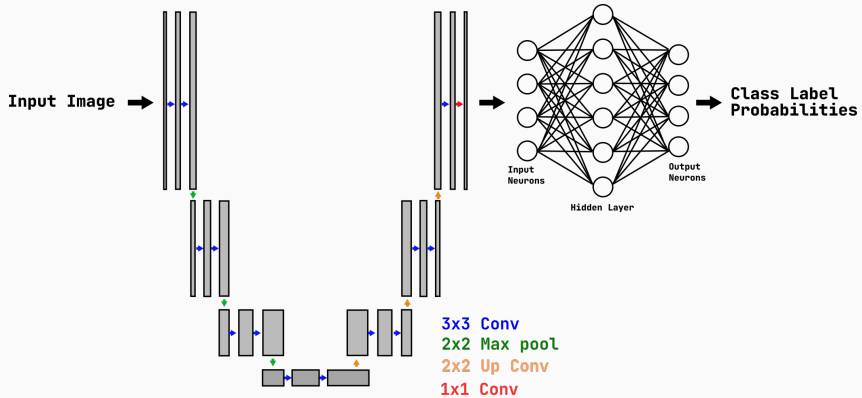 Input Image
Class Label
Probabilities
Input
Neurons
Output
Neurons
Hidden Layer
3x3 Conv
2x2 Max pool
2x2 Up Conv
1x1 Conv